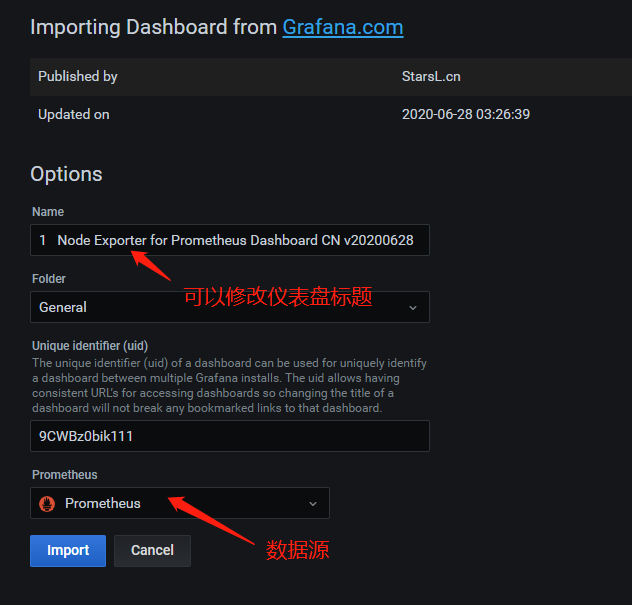 Importing Dashboard from Grafana.com
Published by StarsL.cn
Updated on 2020-06-28 03:26:39
Options
Name
1 Node Exporter for Prometheus Dashboard CN v20200628
可以修改仪表盘标题
Folder
General
Unique identifier (uid)
The unique identifier (uid) of a dashboard can be used for uniquely identify
a dashboard between multiple Grafana installs. The uid allows having
consistent URL's for accessing dashboards so changing the title of a
dashboard will not break any bookmarked links to that dashboard.
9CWBz0bik111
Prometheus
Prometheus
数据源
Import Cancel